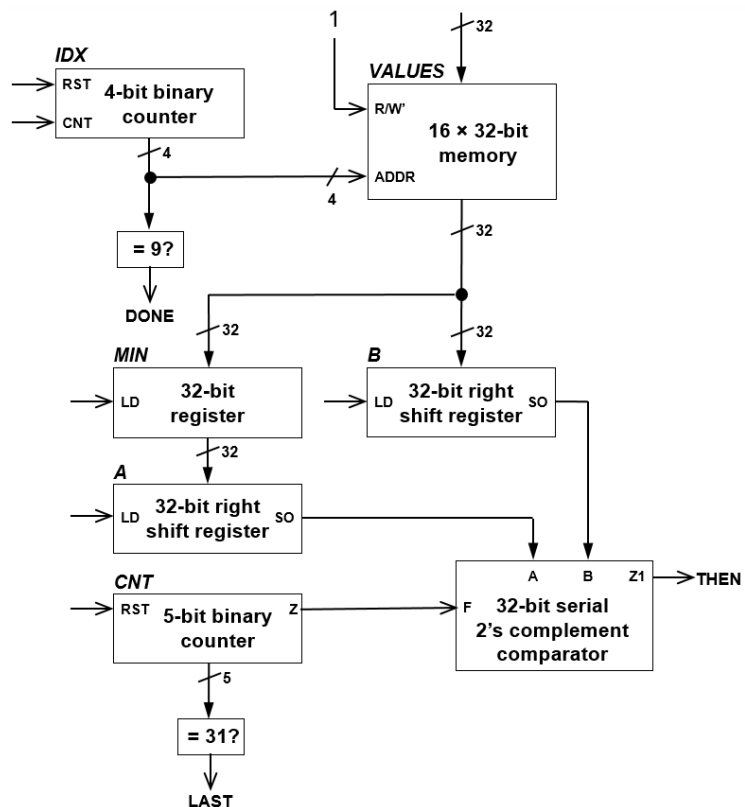 1
32
IDX
VALUES
RST
CNT
4-bit binary
counter
R/W'
ADDR
16 × 32-bit
memory
4
4
= 9?
DONE
32
32
32
MIN
B
LD
32-bit
register
LD
32-bit right
shift register
SO
32
A
LD
32-bit right
shift register
SO
CNT
RST
5-bit binary
counter
Z
A
B
Z1
F
32-bit serial
2's complement
comparator
THEN
5
= 31?
LAST